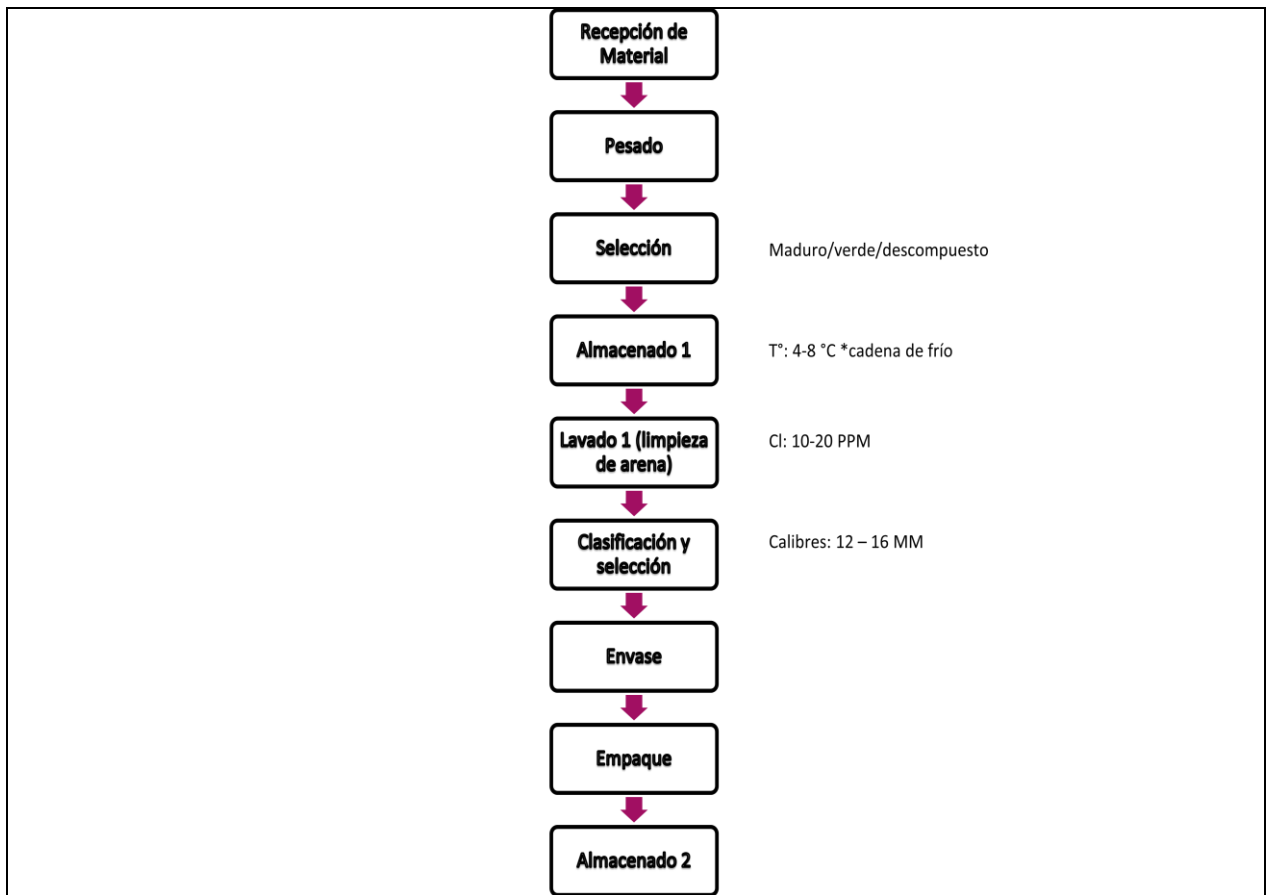 Recepción de
Material
Pesado
Selección
Maduro/verde/descompuesto
Almacenado 1
T°: 4-8 °C *cadena de frío
Lavado 1 (limpieza
de arena)
Cl: 10-20 PPM
Clasificación y
selección
Calibres: 12 – 16 MM
Envase
Empaque
Almacenado 2